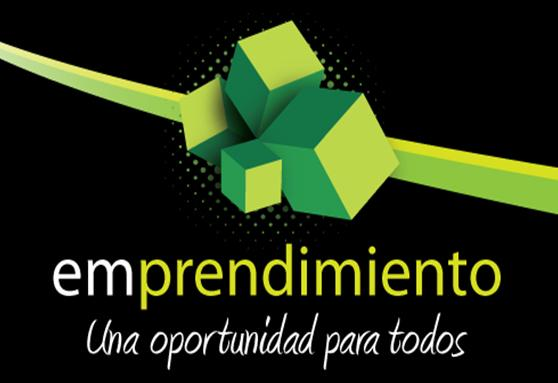 emprendimiento
Una oportunidad para todos